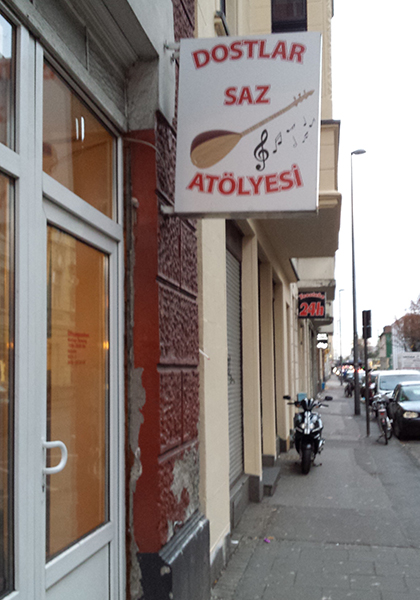 DOSTLAR
SAZ
ATÖLYESİ
24h